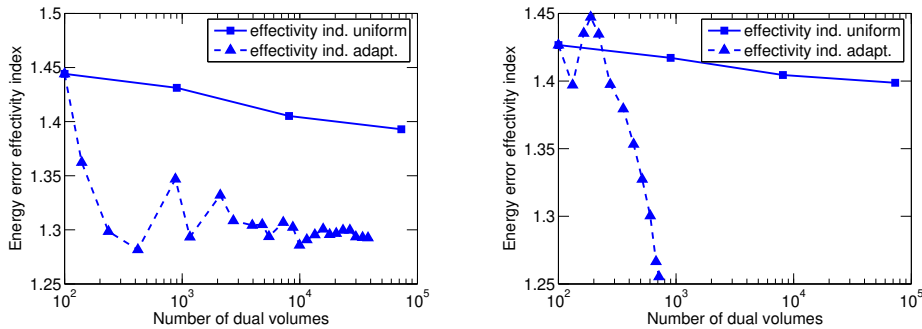 1.5
1.45
1.4
1.35
1.3
1.25
Energy error effectivity index
effectivity ind. uniform
effectivity ind. adapt.
10^2
10^3
10^4
10^5
Number of dual volumes
1.45
1.4
1.35
1.3
1.25
Energy error effectivity index
effectivity ind. uniform
effectivity ind. adapt.
10^2
10^3
10^4
10^5
Number of dual volumes